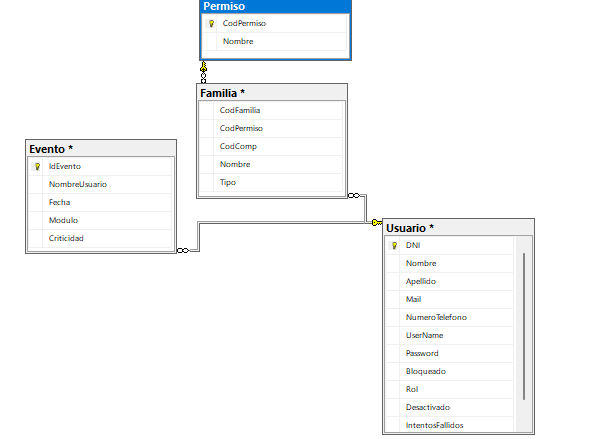 Permiso
CodPermiso
Nombre
Familia *
CodFamilia
CodPermiso
CodComp
Nombre
Tipo
Evento *
IdEvento
NombreUsuario
Fecha
Modulo
Criticidad
Usuario *
DNI
Nombre
Apellido
Mail
NumeroTelefono
UserName
Password
Bloqueado
Rol
Desactivado
IntentosFallidos